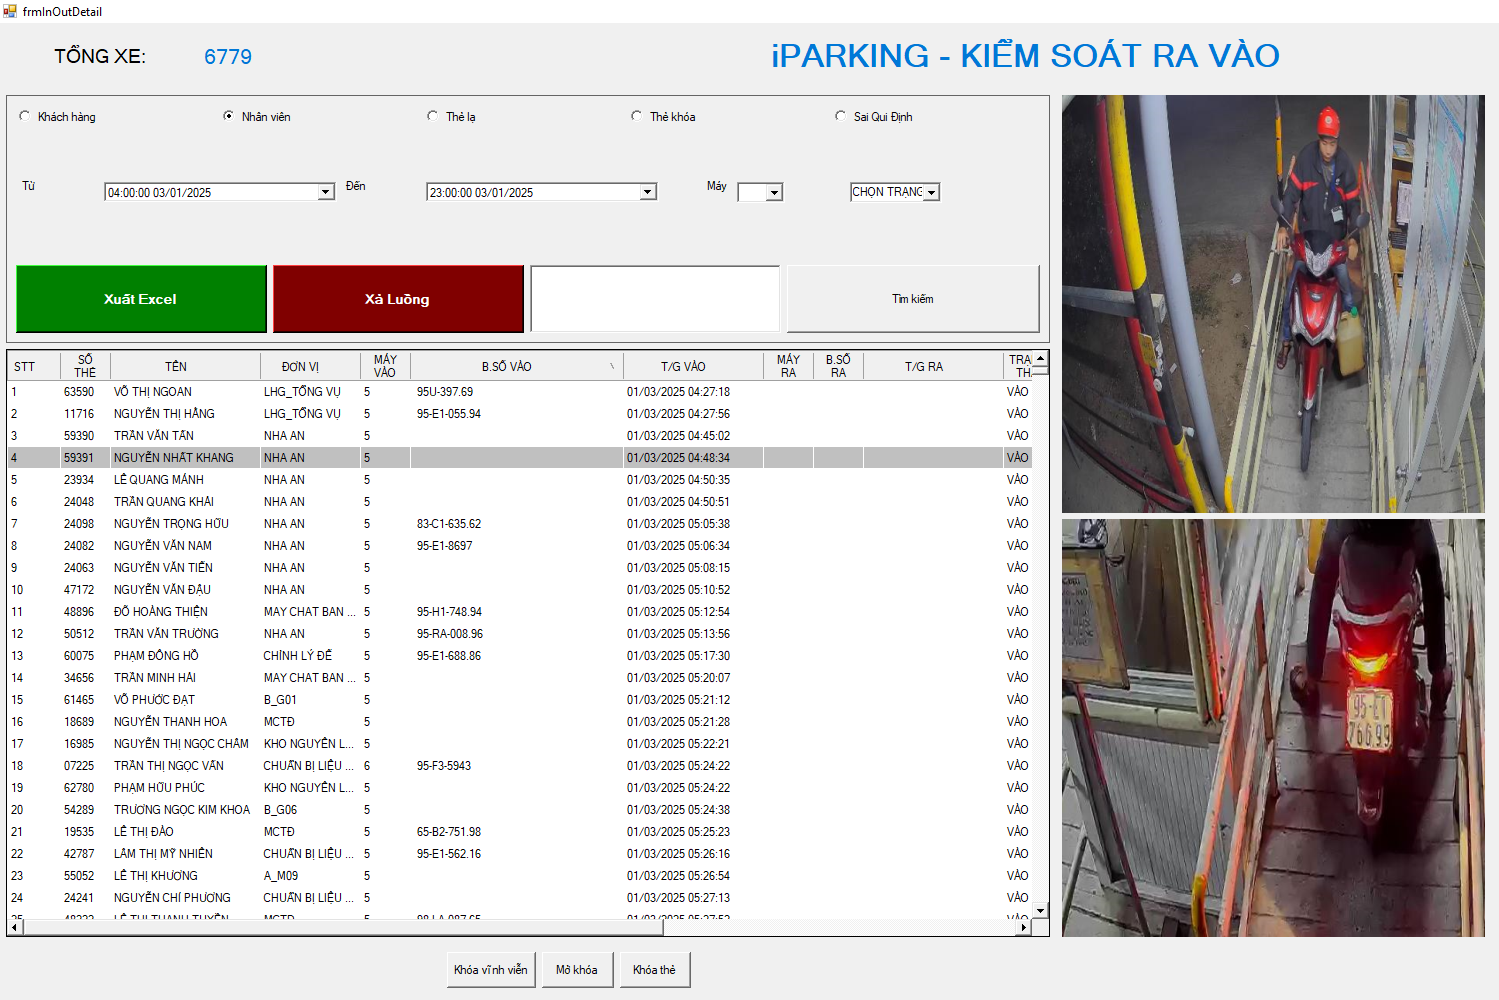 frmInOutDetail
TỔNG XE: 6779
iPARKING - KIỂM SOÁT RA VÀO
Khách hàng Nhân viên Thẻ lạ Thẻ khóa Sai Qui Định
Từ 04:00:00 03/01/2025 Đến 23:00:00 03/01/2025 Máy CHỌN TRẠNG
Xuất Excel Xả Luồng Tìm kiếm
STT SỐ THẺ TÊN ĐƠN VỊ MÁY VÀO B.SỐ VÀO T/G VÀO MÁY RA B.SỐ RA T/G RA TRA TH
1 63590 VÕ THỊ NGOAN LHG_TỔNG VỤ 5 95U-397.69 01/03/2025 04:27:18 VÀO
2 11716 NGUYỄN THỊ HẰNG LHG_TỔNG VỤ 5 95-E1-055.94 01/03/2025 04:27:56 VÀO
3 59390 TRẦN VĂN TẤN NHA AN 5 01/03/2025 04:45:02 VÀO
4 59391 NGUYỄN NHẤT KHANG NHA AN 5 01/03/2025 04:48:34 VÀO
5 23934 LÊ QUANG MÁNH NHA AN 5 01/03/2025 04:50:35 VÀO
6 24048 TRẦN QUANG KHẢI NHA AN 5 01/03/2025 04:50:51 VÀO
7 24098 NGUYỄN TRỌNG HỮU NHA AN 5 83-C1-635.62 01/03/2025 05:05:38 VÀO
8 24082 NGUYỄN VĂN NAM NHA AN 5 95-E1-8697 01/03/2025 05:06:34 VÀO
9 24063 NGUYỄN VĂN TIỀN NHA AN 5 01/03/2025 05:08:15 VÀO
10 47172 NGUYỄN VĂN ĐẬU NHA AN 5 01/03/2025 05:10:52 VÀO
11 48896 ĐỖ HOÀNG THIỆN MAY CHAT BAN ... 5 95-H1-748.94 01/03/2025 05:12:54 VÀO
12 50512 TRẦN VĂN TRƯỜNG NHA AN 5 95-RA-008.96 01/03/2025 05:13:56 VÀO
13 60075 PHẠM ĐÔNG HỒ CHỈNH LÝ ĐẾ 5 95-E1-688.86 01/03/2025 05:17:30 VÀO
14 34656 TRẦN MINH HẢI MAY CHAT BAN ... 5 01/03/2025 05:20:07 VÀO
15 61465 VÕ PHƯỚC ĐẠT B_G01 5 01/03/2025 05:21:12 VÀO
16 18689 NGUYỄN THANH HOA MCTĐ 5 01/03/2025 05:21:28 VÀO
17 16985 NGUYỄN THỊ NGỌC CHÂM KHO NGUYÊN L... 5 01/03/2025 05:22:21 VÀO
18 07225 TRẦN THỊ NGỌC VẤN CHUẨN BỊ LIỆU ... 6 95-F3-5943 01/03/2025 05:24:22 VÀO
19 62780 PHẠM HỮU PHÚC KHO NGUYÊN L... 5 01/03/2025 05:24:22 VÀO
20 54289 TRƯƠNG NGỌC KIM KHOA B_G06 5 01/03/2025 05:24:38 VÀO
21 19535 LÊ THỊ ĐÀO MCTĐ 5 65-B2-751.98 01/03/2025 05:25:23 VÀO
22 42787 LÂM THỊ MỸ NHIÊN CHUẨN BỊ LIỆU ... 5 95-E1-562.16 01/03/2025 05:26:16 VÀO
23 55052 LÊ THỊ KHƯƠNG A_M09 5 01/03/2025 05:26:54 VÀO
24 24241 NGUYỄN CHÍ PHƯƠNG CHUẨN BỊ LIỆU ... 5 01/03/2025 05:27:13 VÀO
95-E1
76699
Khóa vĩnh viễn Mở khóa Khóa thẻ